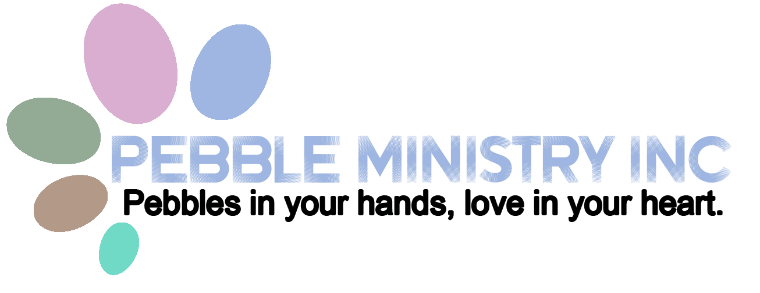 PEBBLE MINISTRY INC
Pebbles in your hands, love in your heart.